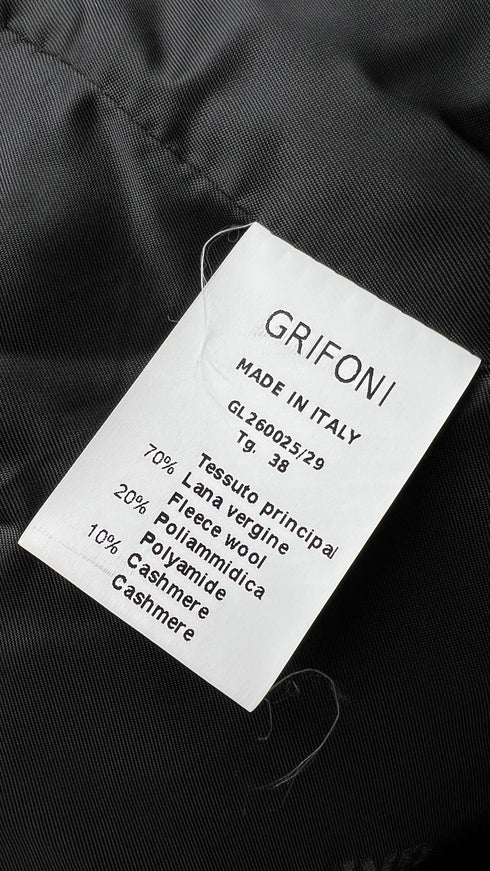 GRIFONI
MADE IN ITALY
GL260025/29
Tg. 38
Tessuto principal
70% Lana vergine
Fleece wool
20% Poliammidica
Polyamide
10% Cashmere
Cashmere